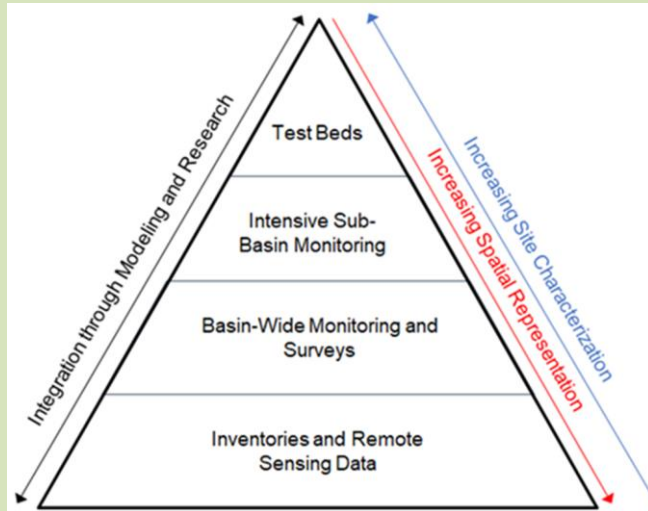 Test Beds
Intensive Sub-
Basin Monitoring
Basin-Wide Monitoring and
Surveys
Inventories and Remote
Sensing Data
Integration through Modeling and Research
Increasing Spatial Representation
Increasing Site Characterization